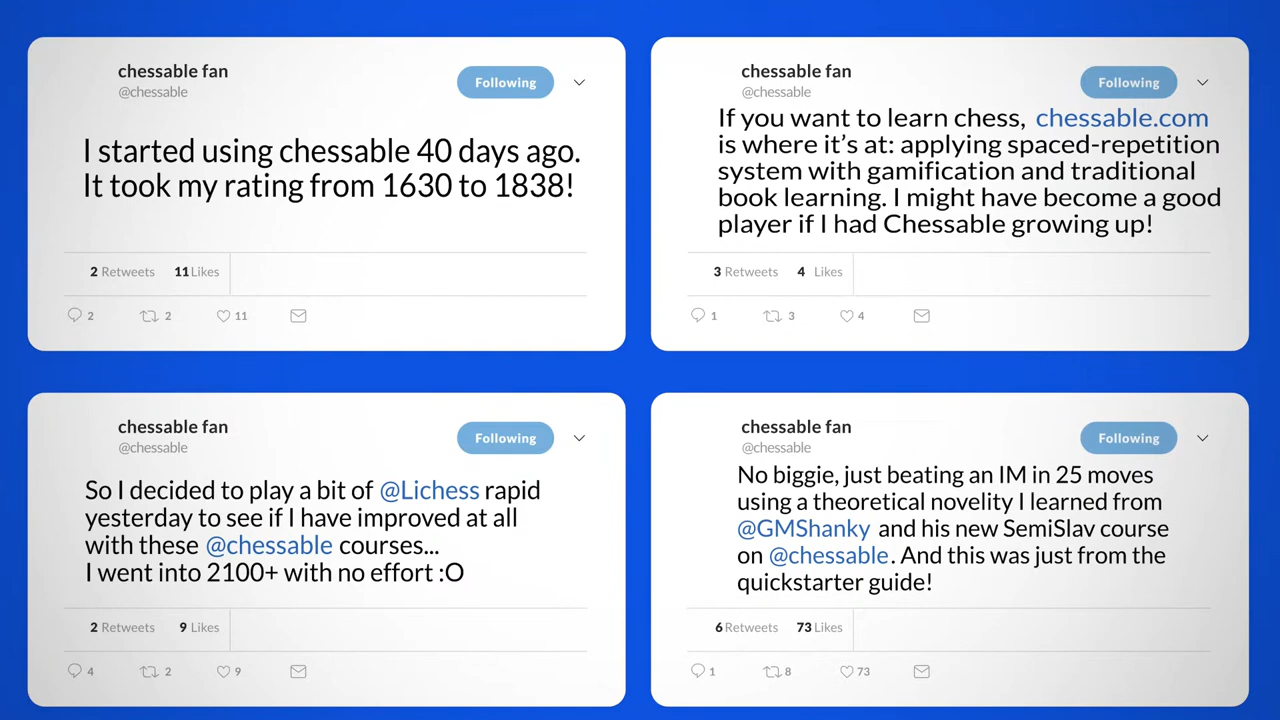 chessable fan
@chessable
Following
I started using chessable 40 days ago.
It took my rating from 1630 to 1838!
2 Retweets 11 Likes
2 2 11
chessable fan
@chessable
Following
If you want to learn chess, chessable.com
is where it’s at: applying spaced-repetition
system with gamification and traditional
book learning. I might have become a good
player if I had Chessable growing up!
3 Retweets 4 Likes
1 3 4
chessable fan
@chessable
Following
So I decided to play a bit of @Lichess rapid
yesterday to see if I have improved at all
with these @chessable courses...
I went into 2100+ with no effort :O
2 Retweets 9 Likes
4 2 9
chessable fan
@chessable
Following
No biggie, just beating an IM in 25 moves
using a theoretical novelity I learned from
@GMShanky and his new SemiSlav course
on @chessable. And this was just from the
quickstarter guide!
6 Retweets 73 Likes
1 8 73